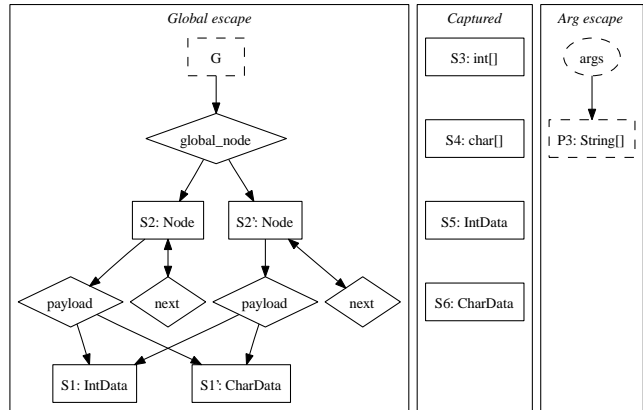 Global escape
G
global_node
S2: Node
S2': Node
payload
next
payload
next
S1: IntData
S1': CharData
Captured
S3: int[]
S4: char[]
S5: IntData
S6: CharData
Arg escape
args
P3: String[]